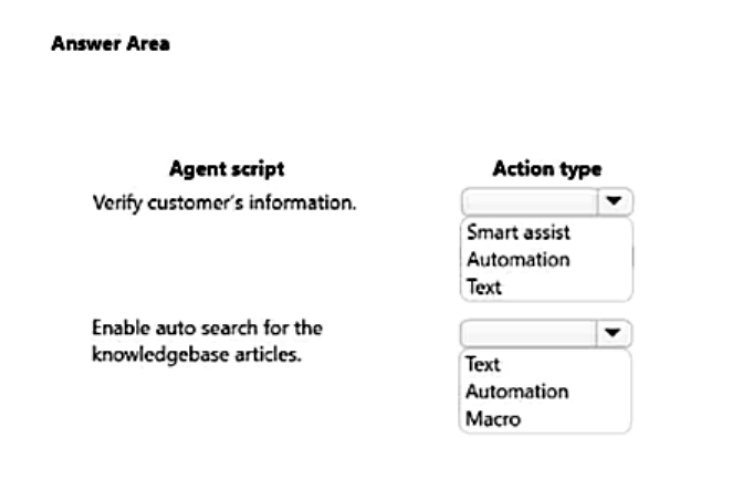 Answer Area
Agent script Action type
Verify customer's information.
Smart assist
Automation
Text
Enable auto search for the
knowledgebase articles.
Text
Automation
Macro